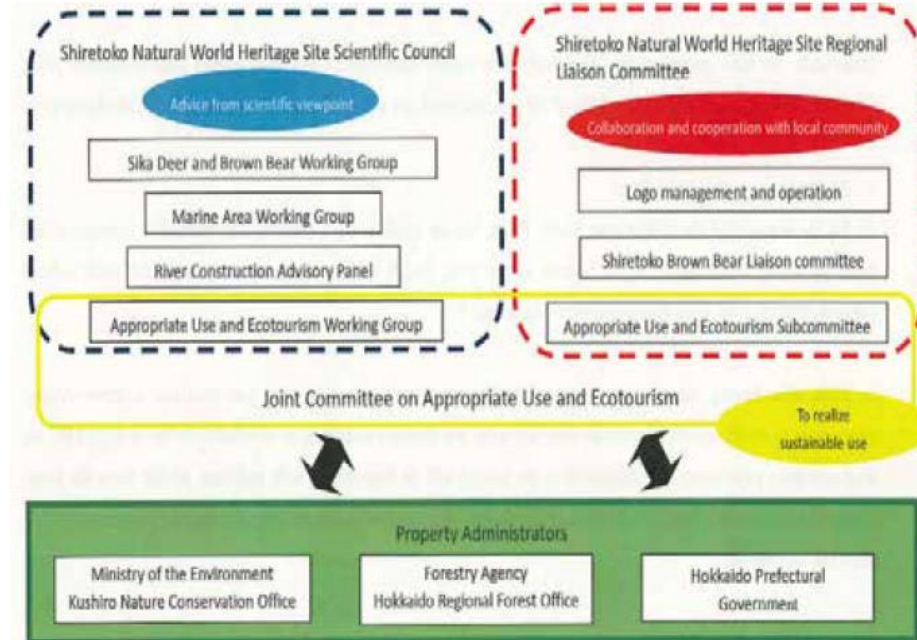 Shiretoko Natural World Heritage Site Scientific Council
Advice from scientific viewpoint
Sika Deer and Brown Bear Working Group
Marine Area Working Group
River Construction Advisory Panel
Appropriate Use and Ecotourism Working Group
Shiretoko Natural World Heritage Site Regional
Liaison Committee
Collaboration and cooperation with local community
Logo management and operation
Shiretoko Brown Bear Liaison committee
Appropriate Use and Ecotourism Subcommittee
Joint Committee on Appropriate Use and Ecotourism
To realize
sustainable use
Property Administrators
Ministry of the Environment
Kushiro Nature Conservation Office
Forestry Agency
Hokkaido Regional Forest Office
Hokkaido Prefectural
Government